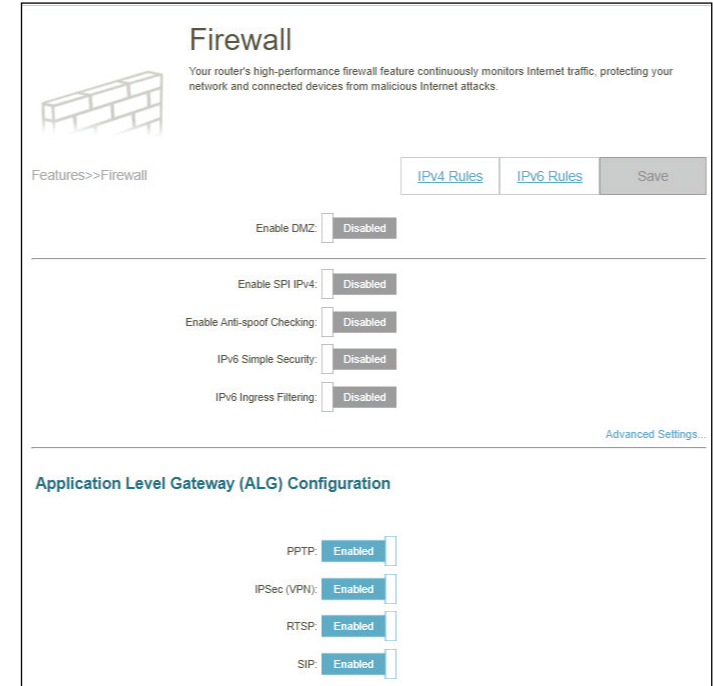 Firewall
Your router's high-performance firewall feature continuously monitors Internet traffic, protecting your
network and connected devices from malicious Internet attacks.
Features>>Firewall
IPv4 Rules
IPv6 Rules
Save
Enable DMZ: Disabled
Enable SPI IPv4: Disabled
Enable Anti-spoof Checking: Disabled
IPv6 Simple Security: Disabled
IPv6 Ingress Filtering: Disabled
Advanced Settings...
Application Level Gateway (ALG) Configuration
PPTP: Enabled
IPSec (VPN): Enabled
RTSP: Enabled
SIP: Enabled